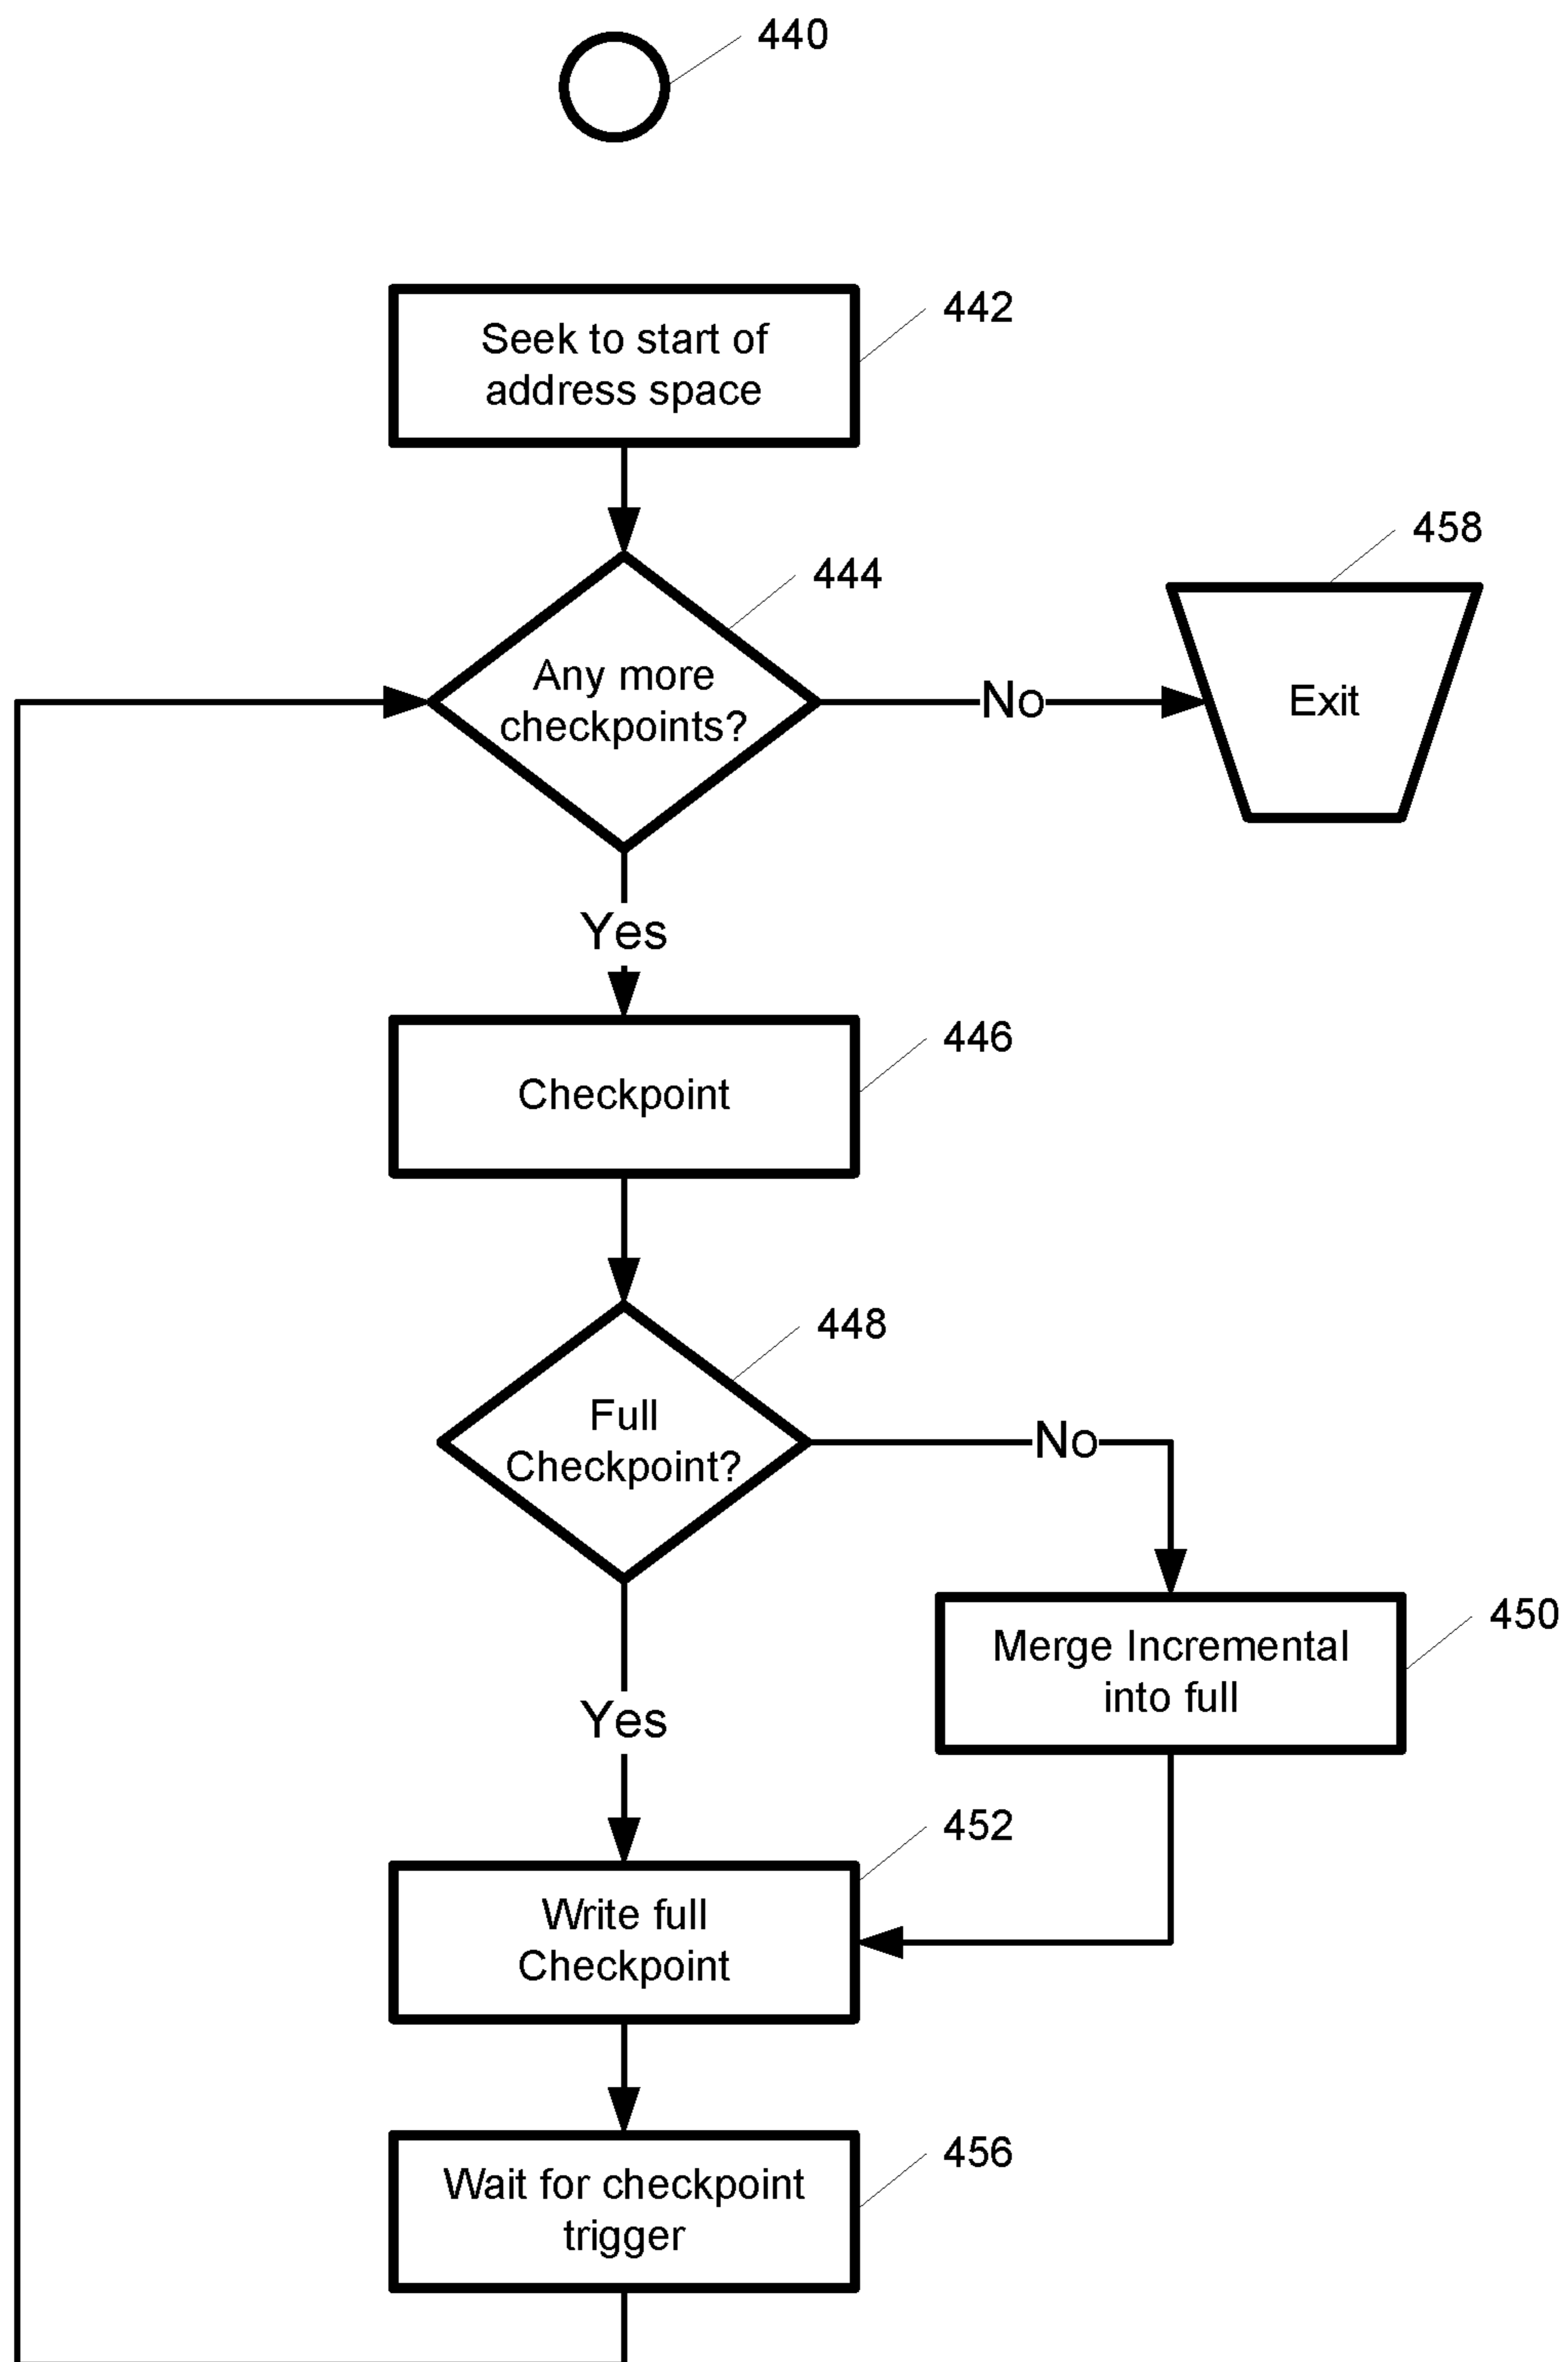 440
Seek to start of
address space
442
458
444
Any more
checkpoints?
No
Exit
Yes
446
Checkpoint
448
Full
Checkpoint?
No
450
Merge Incremental
into full
Yes
452
Write full
Checkpoint
456
Wait for checkpoint
trigger